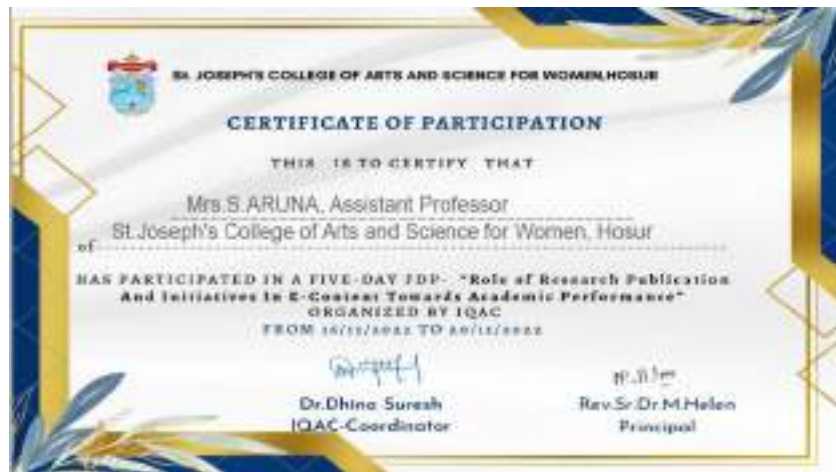 St. JOSEPH'S COLLEGE OF ARTS AND SCIENCE FOR WOMEN,HOSUR
CERTIFICATE OF PARTICIPATION
THIS IS TO CERTIFY THAT
Mrs.S.ARUNA, Assistant Professor
of St.Joseph's College of Arts and Science for Women, Hosur
HAS PARTICIPATED IN A FIVE-DAY FDP- "Role of Research Publication
And Initiatives In E-Content Towards Academic Performance"
ORGANIZED BY IQAC
FROM TO
Dr.Dhina Suresh Rev.Sr.Dr.M.Helen
IQAC-Coordinator Principal